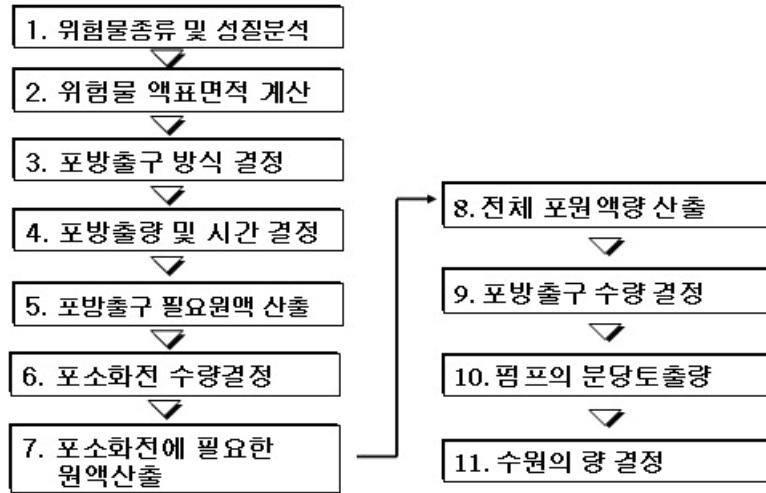 1. 위험물종류 및 성질분석
2. 위험물 액표면적 계산
3. 포방출구 방식 결정
4. 포방출량 및 시간 결정
5. 포방출구 필요원액 산출
6. 포소화전 수량결정
7. 포소화전에 필요한
원액산출
8. 전체 포원액량 산출
9. 포방출구 수량 결정
10. 펌프의 분당토출량
11. 수원의 량 결정